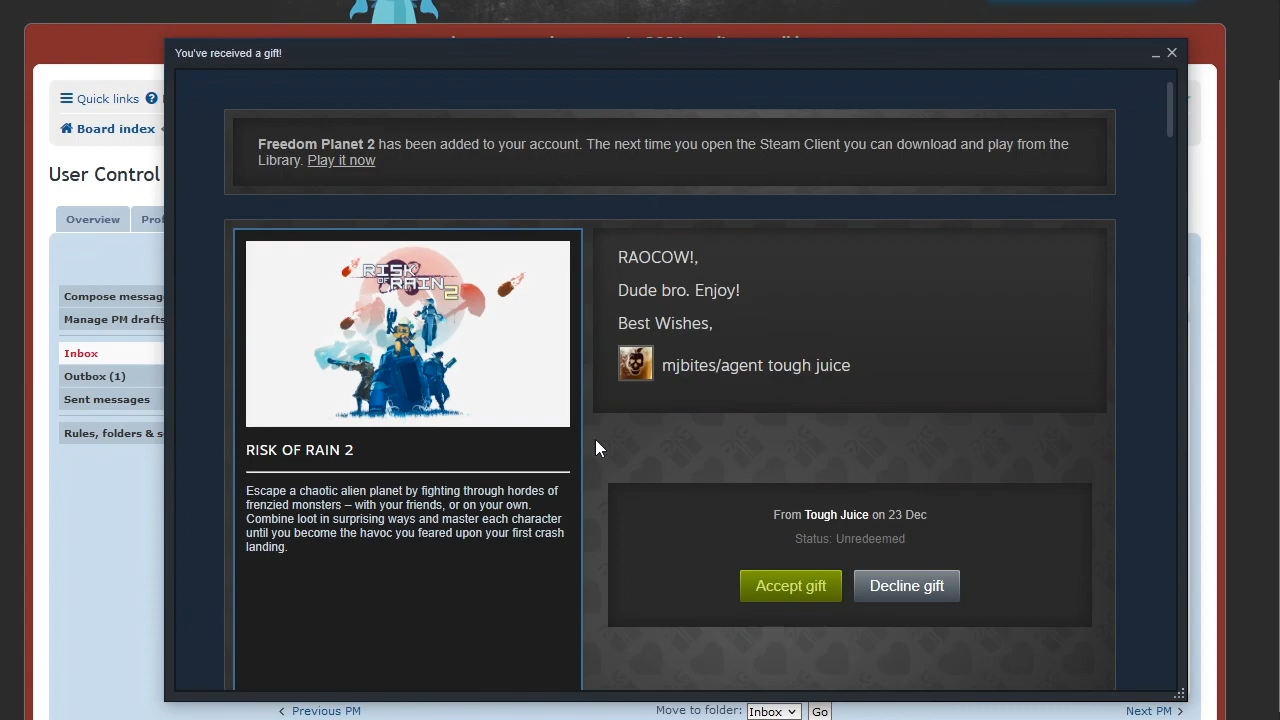 You've received a gift!
Quick links
Board index
User Control
Overview
Compose messag
Manage PM drafts
Inbox
Outbox (1)
Sent messages
Rules, folders & s
Freedom Planet 2 has been added to your account. The next time you open the Steam Client you can download and play from the
Library. Play it now
RISK
OF RAIN
2
RISK OF RAIN 2
Escape a chaotic alien planet by fighting through hordes of
frenzied monsters – with your friends, or on your own.
Combine loot in surprising ways and master each character
until you become the havoc you feared upon your first crash
landing.
RAOCOW!,
Dude bro. Enjoy!
Best Wishes,
mjbites/agent tough juice
From Tough Juice on 23 Dec
Status: Unredeemed
Accept gift
Decline gift
< Previous PM
Move to folder: Inbox Go
Next PM >